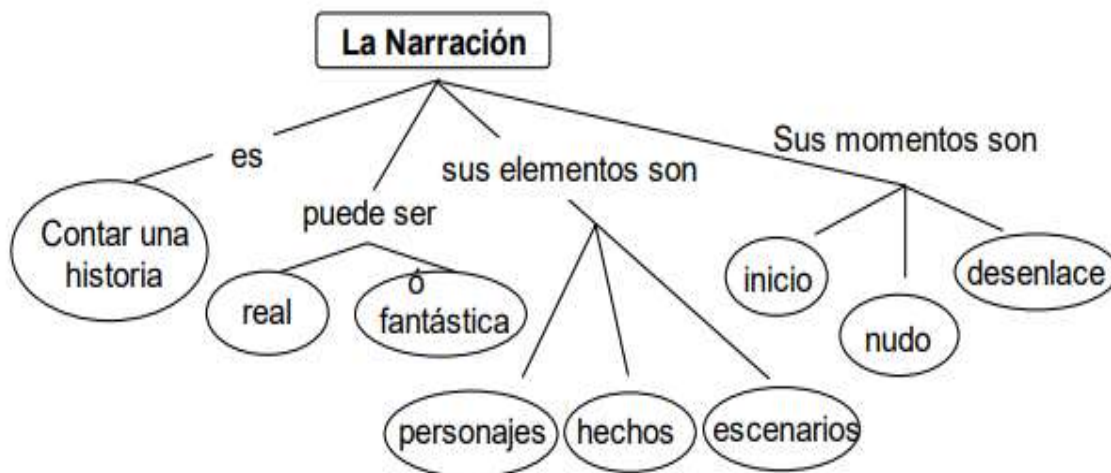 La Narración
es
Contar una
historia
puede ser
real
ó
fantástica
sus elementos son
personajes
hechos
escenarios
Sus momentos son
inicio
nudo
desenlace